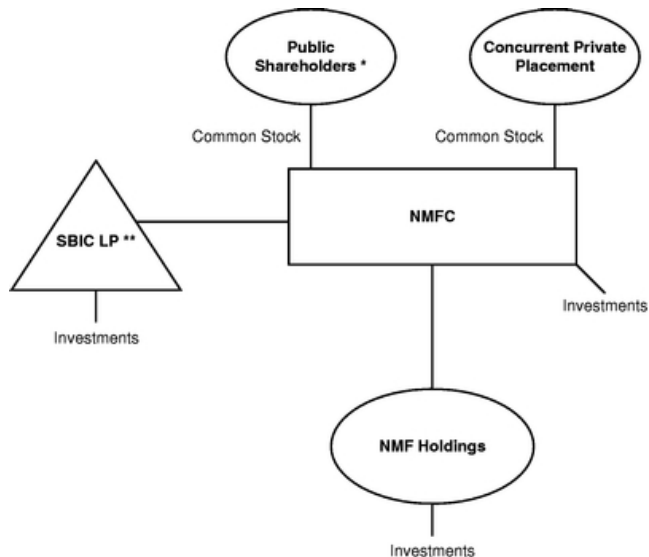 Public
Shareholders *
Concurrent Private
Placement
Common Stock
Common Stock
NMFC
SBIC LP **
Investments
Investments
NMF Holdings
Investments